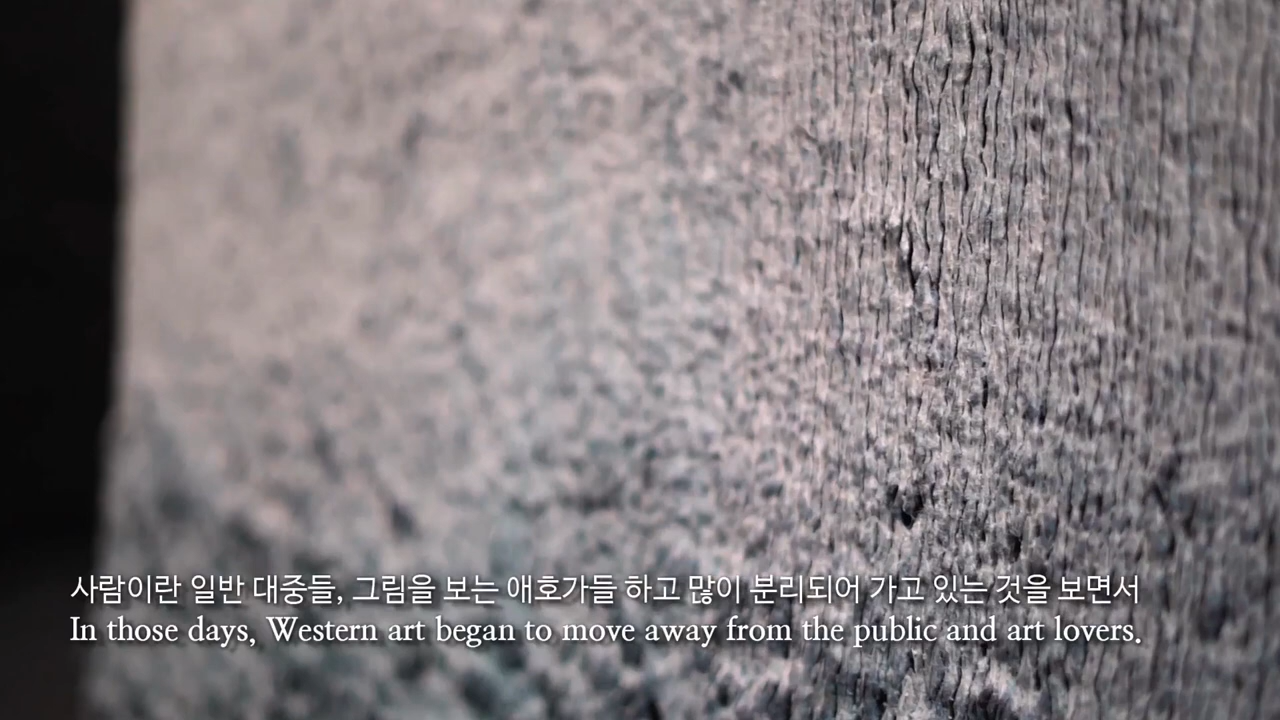 사람이란 일반 대중들, 그림을 보는 애호가들 하고 많이 분리되어 가고 있는 것을 보면서
In those days, Western art began to move away from the public and art lovers.